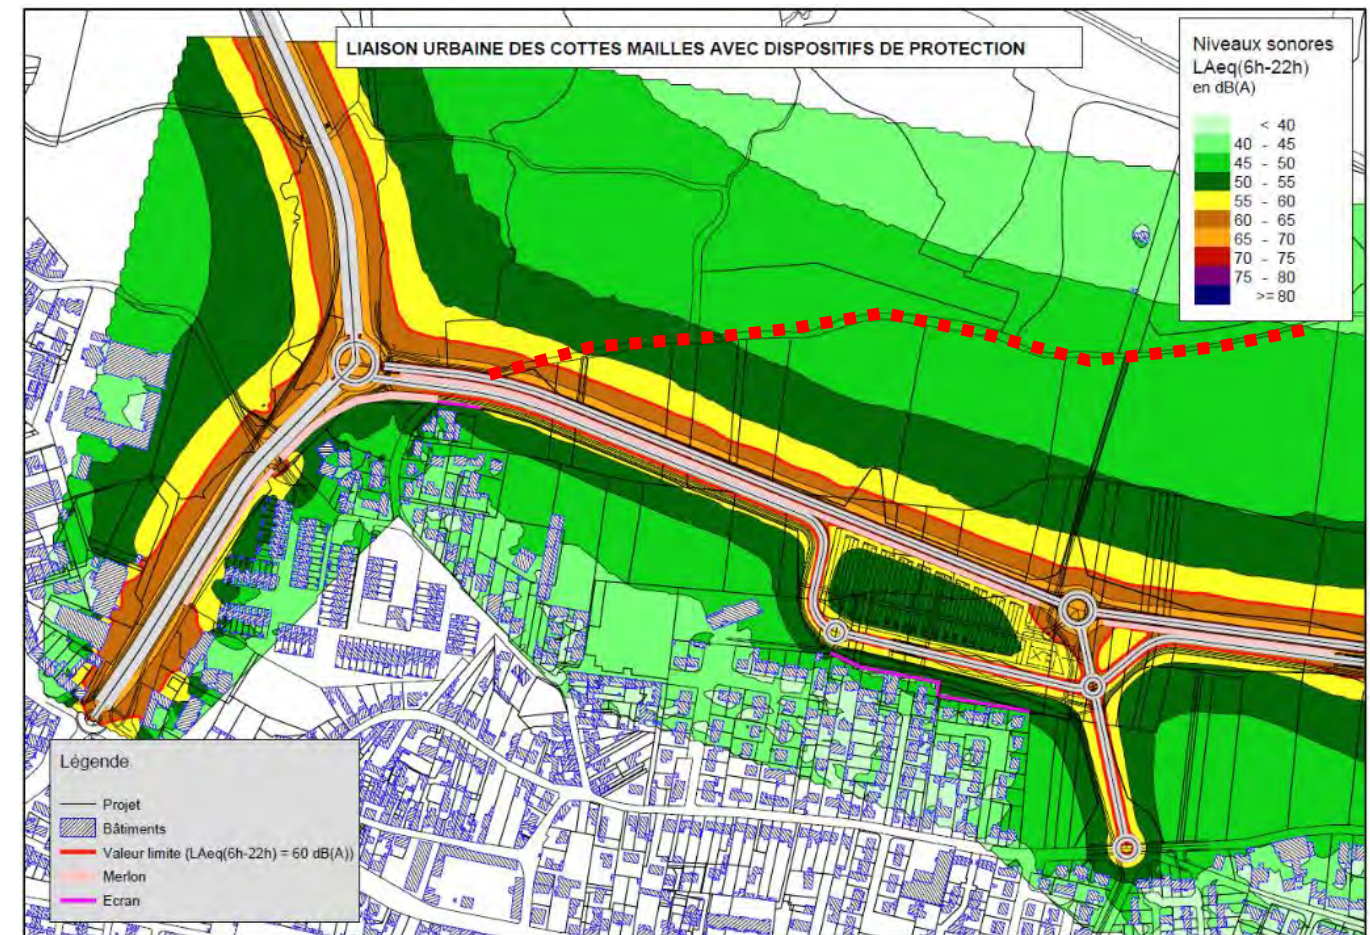 LIAISON URBAINE DES COTTES MAILLES AVEC DISPOSITIFS DE PROTECTION
Niveaux sonores
LAeq(6h-22h)
en dB(A)
< 40
40 - 45
45 - 50
50 - 55
55 - 60
60 - 65
65 - 70
70 - 75
75 - 80
>= 80
Légende
Projet
Bâtiments
Valeur limite (LAeq(6h-22h) = 60 dB(A))
Merlon
Ecran